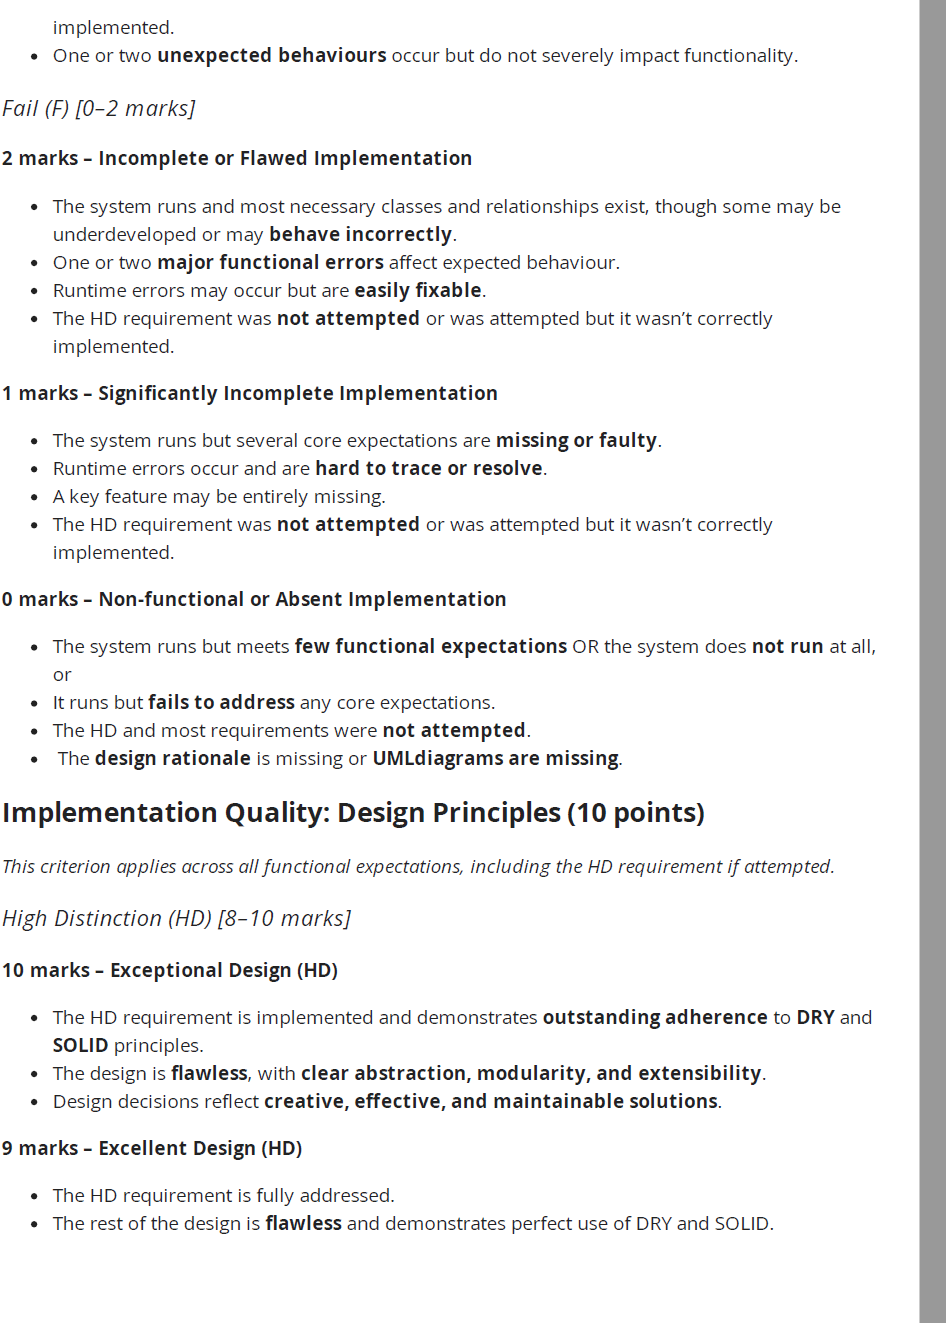 implemented.
• One or two unexpected behaviours occur but do not severely impact functionality.
Fail (F) [0–2 marks]
2 marks – Incomplete or Flawed Implementation
• The system runs and most necessary classes and relationships exist, though some may be
underdeveloped or may behave incorrectly.
• One or two major functional errors affect expected behaviour.
• Runtime errors may occur but are easily fixable.
• The HD requirement was not attempted or was attempted but it wasn’t correctly
implemented.
1 marks – Significantly Incomplete Implementation
• The system runs but several core expectations are missing or faulty.
• Runtime errors occur and are hard to trace or resolve.
• A key feature may be entirely missing.
• The HD requirement was not attempted or was attempted but it wasn’t correctly
implemented.
0 marks – Non-functional or Absent Implementation
• The system runs but meets few functional expectations OR the system does not run at all,
or
• It runs but fails to address any core expectations.
• The HD and most requirements were not attempted.
• The design rationale is missing or UMLdiagrams are missing.
Implementation Quality: Design Principles (10 points)
This criterion applies across all functional expectations, including the HD requirement if attempted.
High Distinction (HD) [8–10 marks]
10 marks – Exceptional Design (HD)
• The HD requirement is implemented and demonstrates outstanding adherence to DRY and
SOLID principles.
• The design is flawless, with clear abstraction, modularity, and extensibility.
• Design decisions reflect creative, effective, and maintainable solutions.
9 marks – Excellent Design (HD)
• The HD requirement is fully addressed.
• The rest of the design is flawless and demonstrates perfect use of DRY and SOLID.